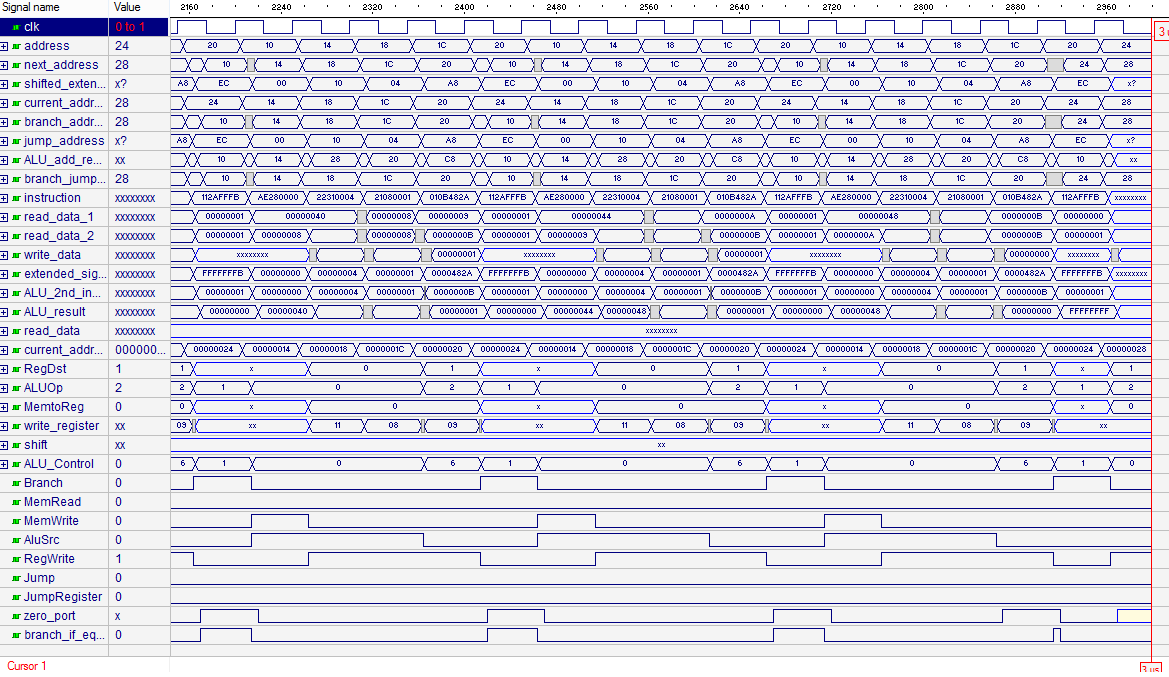 Signal name Value 2160 2240 2320 2400 2480 2560 2640 2720 2800 2880 2960
clk 0 to 1 3 u
address 24 20 10 14 18 1C 20 10 14 18 1C 20 10 14 18 1C 20 24
next_address 28 10 14 18 1C 20 10 14 18 1C 20 10 14 18 1C 20 24 28
shifted_exten... x? A8 EC 00 10 04 A8 EC 00 10 04 A8 EC 00 10 04 A8 EC x?
current_addr... 28 24 14 18 1C 20 24 14 18 1C 20 24 14 18 1C 20 24 28
branch_addr... 28 10 14 18 1C 20 10 14 18 1C 20 10 14 18 1C 20 24 28
jump_address x? A8 EC 00 10 04 A8 EC 00 10 04 A8 EC 00 10 04 A8 EC x?
ALU_add_re... xx 10 14 28 20 C8 10 14 28 20 C8 10 14 28 20 C8 10 xx
branch_jump... 28 10 14 18 1C 20 10 14 18 1C 20 10 14 18 1C 20 24 28
instruction xxxxxxxx 112AFFFB AE280000 22310004 21080001 010B482A 112AFFFB AE280000 22310004 21080001 010B482A 112AFFFB AE280000 22310004 21080001 010B482A 112AFFFB xxxxxxxx
read_data_1 xxxxxxxx 00000001 00000040 00000008 00000009 00000001 00000044 0000000A 00000001 00000048 0000000B 00000000
read_data_2 xxxxxxxx 00000001 00000008 00000008 0000000B 00000001 00000009 0000000B 00000001 0000000A 0000000B 00000001
write_data xxxxxxxx xxxxxxxx 00000001 xxxxxxxx 00000001 xxxxxxxx 00000000 xxxxxxxx
extended_sig... xxxxxxxx FFFFFFFB 00000000 00000004 00000001 0000482A FFFFFFFB 00000000 00000004 00000001 0000482A FFFFFFFB 00000000 00000004 00000001 0000482A FFFFFFFB xxxxxxxx
ALU_2nd_in... xxxxxxxx 00000001 00000000 00000004 00000001 0000000B 00000001 00000000 00000004 00000001 0000000B 00000001 00000000 00000004 00000001 0000000B 00000001
ALU_result xxxxxxxx 00000000 00000040 00000001 00000000 00000044 00000048 00000001 00000000 00000048 00000000 FFFFFFFF
read_data xxxxxxxx xxxxxxxx
current_addr... 000000... 00000024 00000014 00000018 0000001C 00000020 00000024 00000014 00000018 0000001C 00000020 00000024 00000014 00000018 0000001C 00000020 00000024 00000028
RegDst 1 1 x 0 1 x 0 1 x 0 1 x 1
ALUOp 2 2 1 0 2 1 0 2 1 0 2 1 2
MemtoReg 0 0 x 0 x 0 x 0 x 0
write_register xx 09 xx 11 08 09 xx 11 08 09 xx 11 08 09 xx
shift xx xx
ALU_Control 0 6 1 0 6 1 0 6 1 0 6 1 0
Branch 0
MemRead 0
MemWrite 0
AluSrc 0
RegWrite 1
Jump 0
JumpRegister 0
zero_port x
branch_if_eq... 0
Cursor 1 3 us